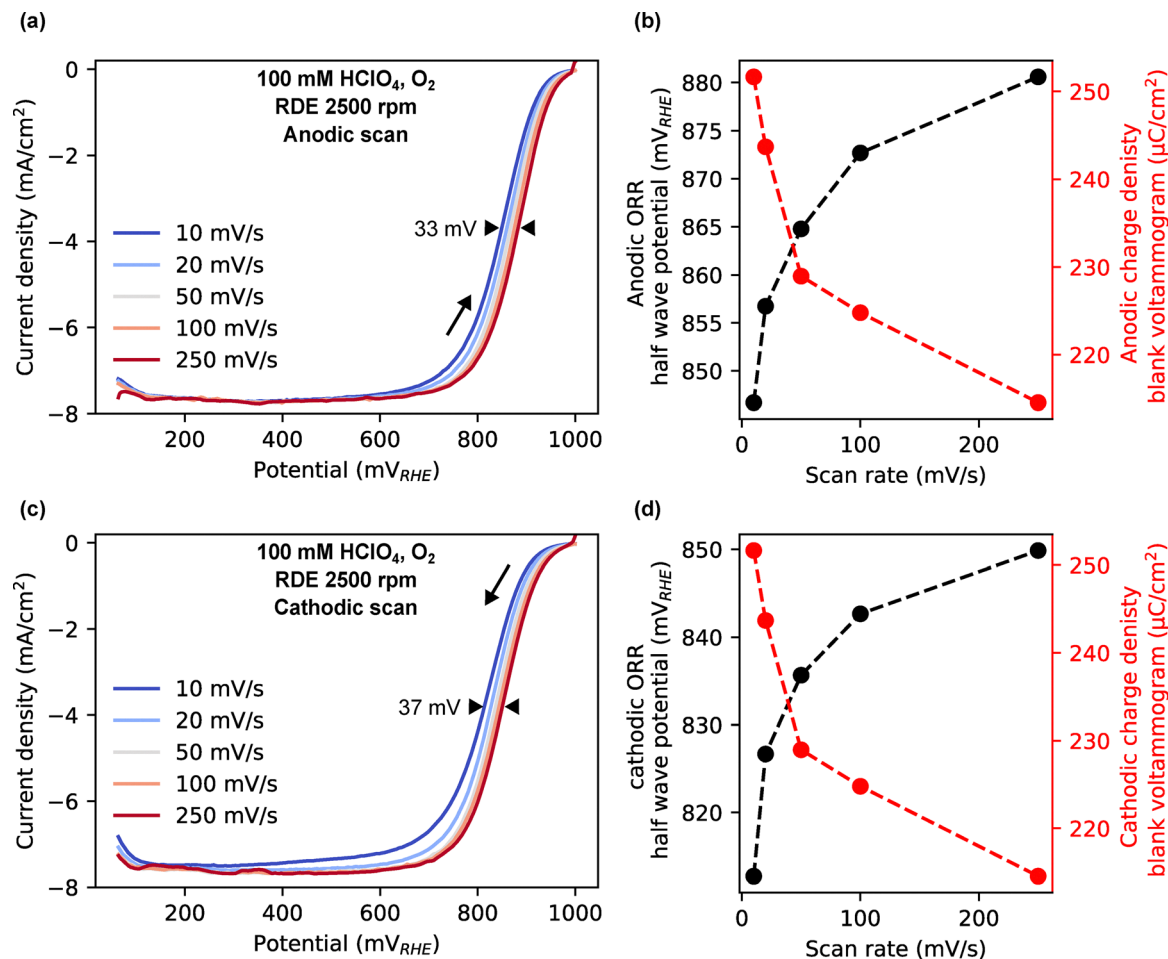 (a)
100 mM HClO4, O2
RDE 2500 rpm
Anodic scan
33 mV
10 mV/s
20 mV/s
50 mV/s
100 mV/s
250 mV/s
0
−2
−4
−6
−8
Current density (mA/cm²)
200 400 600 800 1000
Potential (mV_RHE)
(b)
880
875
870
865
860
855
850
Anodic ORR
half wave potential (mV_RHE)
250
240
230
220
Anodic charge denisty
blank voltammogram (μC/cm²)
0 100 200
Scan rate (mV/s)
(c)
100 mM HClO4, O2
RDE 2500 rpm
Cathodic scan
37 mV
10 mV/s
20 mV/s
50 mV/s
100 mV/s
250 mV/s
0
−2
−4
−6
−8
Current density (mA/cm²)
200 400 600 800 1000
Potential (mV_RHE)
(d)
850
840
830
820
cathodic ORR
half wave potential (mV_RHE)
250
240
230
220
Cathodic charge denisty
blank voltammogram (μC/cm²)
0 100 200
Scan rate (mV/s)